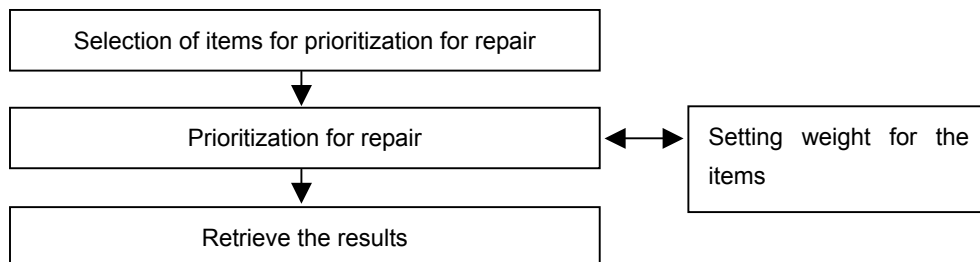 Selection of items for prioritization for repair
Prioritization for repair
Setting weight for the
items
Retrieve the results